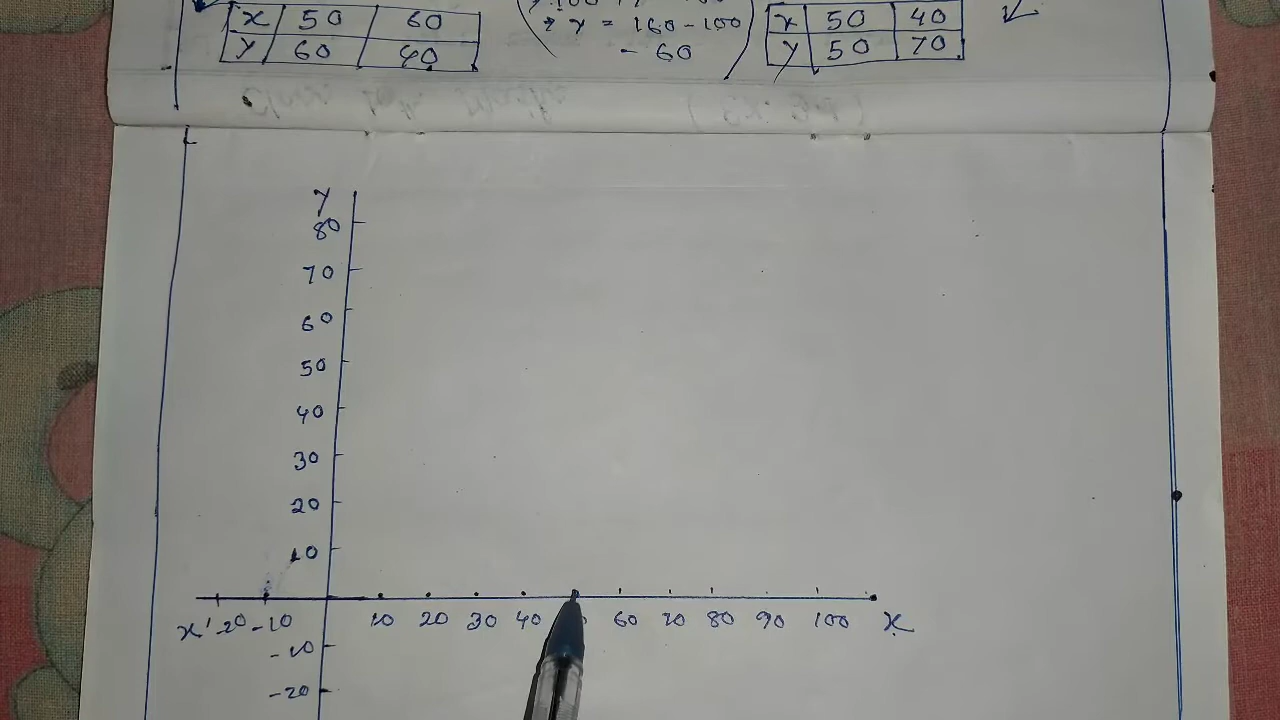 x 50 60
y 60 40
y = 160 - 100
- 60
x 50 40
y 50 70
y
80
70
60
50
40
30
20
10
x' -20 -10 10 20 30 40 60 70 80 90 100 x
-10
-20